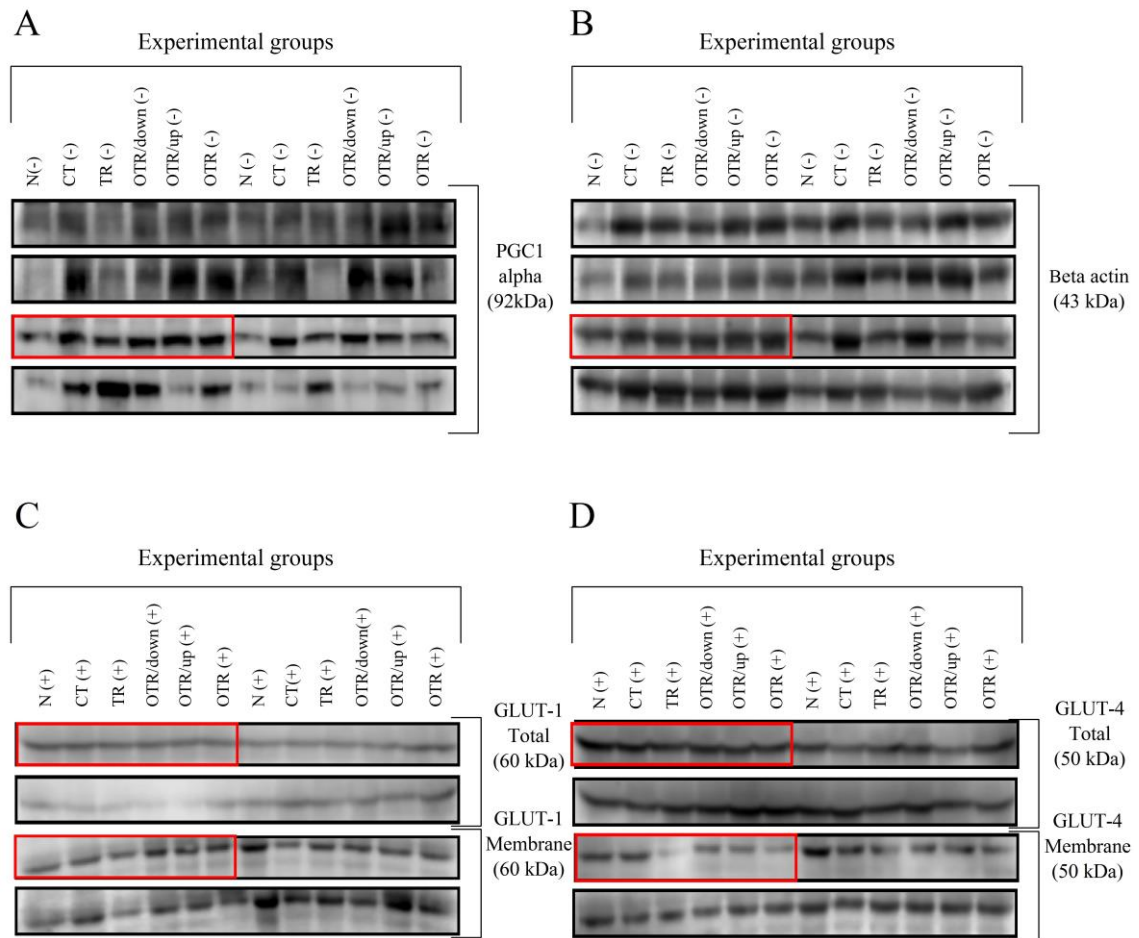 A
Experimental groups
N(-)
CT (-)
TR (-)
OTR/down (-)
OTR/up (-)
OTR (-)
N (-)
CT (-)
TR (-)
OTR/down (-)
OTR/up (-)
OTR (-)
PGC1
alpha
(92kDa)
B
Experimental groups
N (-)
CT (-)
TR (-)
OTR/down (-)
OTR/up (-)
OTR (-)
N (-)
CT (-)
TR (-)
OTR/down (-)
OTR/up (-)
OTR (-)
Beta actin
(43 kDa)
C
Experimental groups
N (+)
CT (+)
TR (+)
OTR/down (+)
OTR/up (+)
OTR (+)
N (+)
CT(+)
TR (+)
OTR/down(+)
OTR/up (+)
OTR (+)
GLUT-1
Total
(60 kDa)
GLUT-1
Membrane
(60 kDa)
D
Experimental groups
N (+)
CT (+)
TR (+)
OTR/down (+)
OTR/up (+)
OTR (+)
N (+)
CT (+)
TR (+)
OTR/down (+)
OTR/up (+)
OTR (+)
GLUT-4
Total
(50 kDa)
GLUT-4
Membrane
(50 kDa)